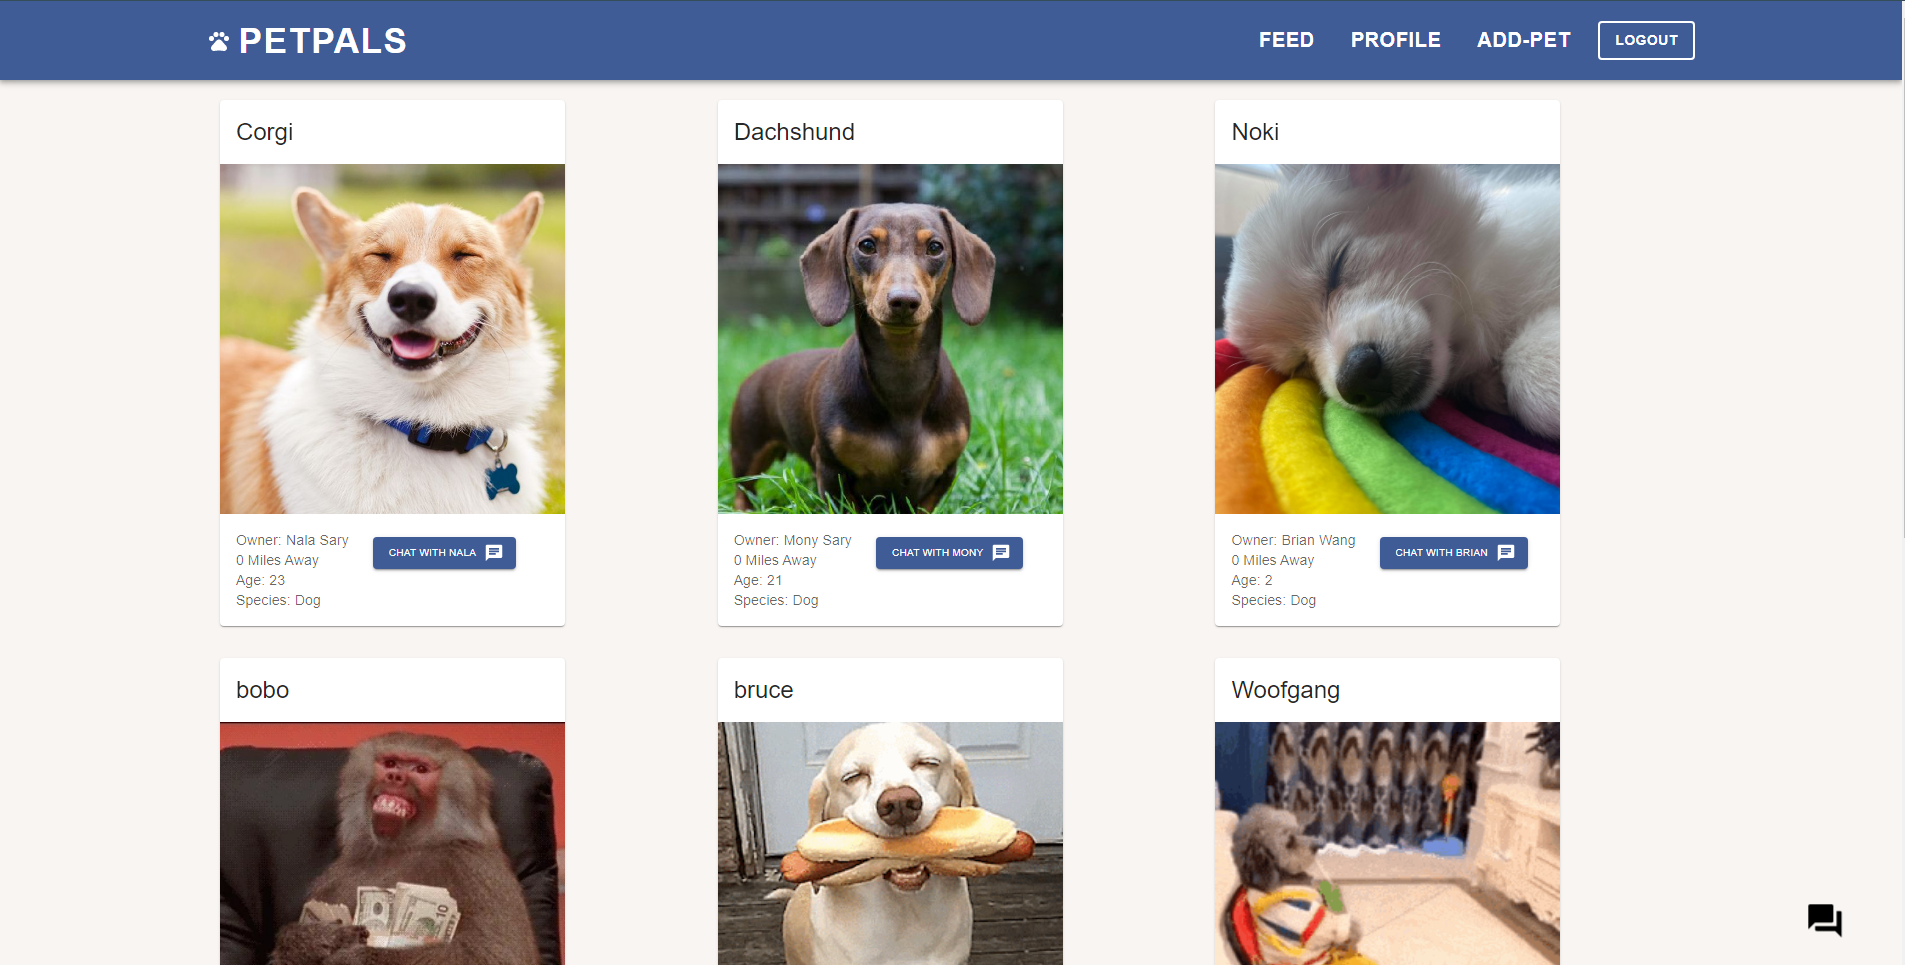 PETPALS
FEED
PROFILE
ADD-PET
LOGOUT
Corgi
Owner: Nala Sary
0 Miles Away
Age: 23
Species: Dog
CHAT WITH NALA
Dachshund
Owner: Mony Sary
0 Miles Away
Age: 21
Species: Dog
CHAT WITH MONY
Noki
Owner: Brian Wang
0 Miles Away
Age: 2
Species: Dog
CHAT WITH BRIAN
bobo
10
bruce
Woofgang